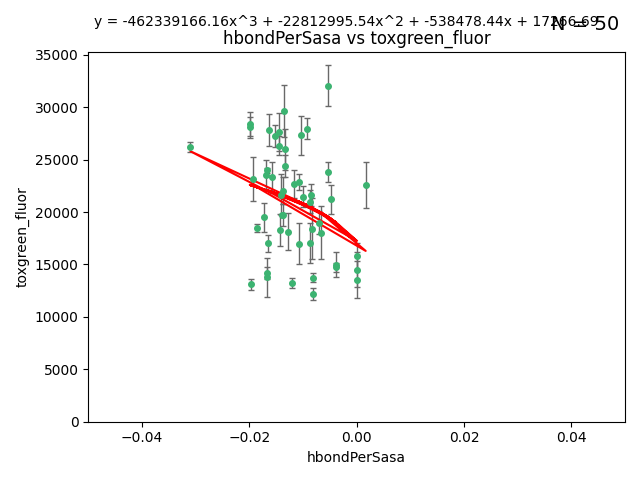 y = -462339166.16x^3 + -22812995.54x^2 + -538478.44x + 17266.69
N = 50
hbondPerSasa vs toxgreen_fluor
35000
30000
25000
20000
15000
10000
5000
0
toxgreen_fluor
−0.04 −0.02 0.00 0.02 0.04
hbondPerSasa